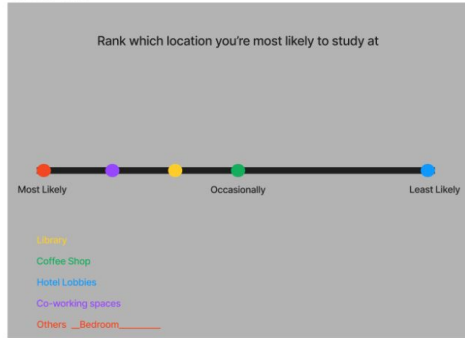 Rank which location you're most likely to study at
Most Likely Occasionally Least Likely
Library
Coffee Shop
Hotel Lobbies
Co-working spaces
Others __Bedroom_________